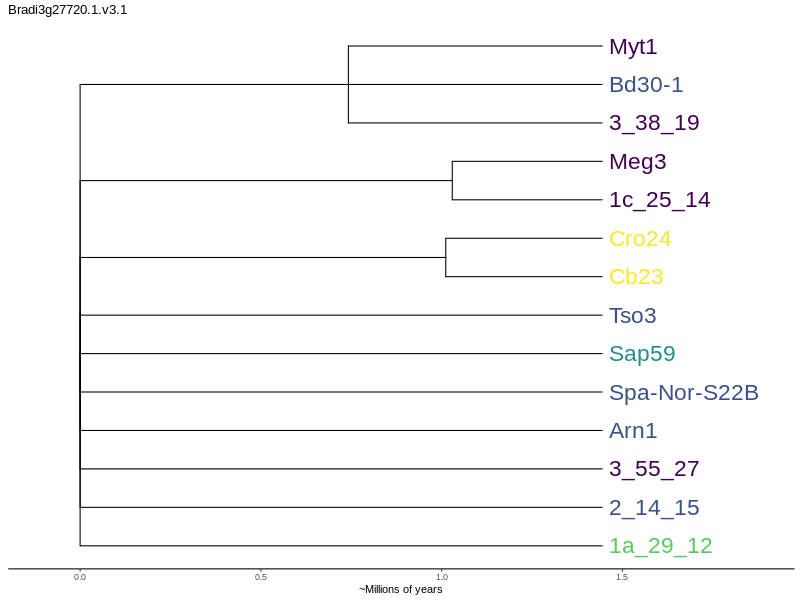 Bradi3g27720.1.v3.1
Myt1
Bd30-1
3_38_19
Meg3
1c_25_14
Cro24
Cb23
Tso3
Sap59
Spa-Nor-S22B
Arn1
3_55_27
2_14_15
1a_29_12
0.0 0.5 1.0 1.5
~Millions of years